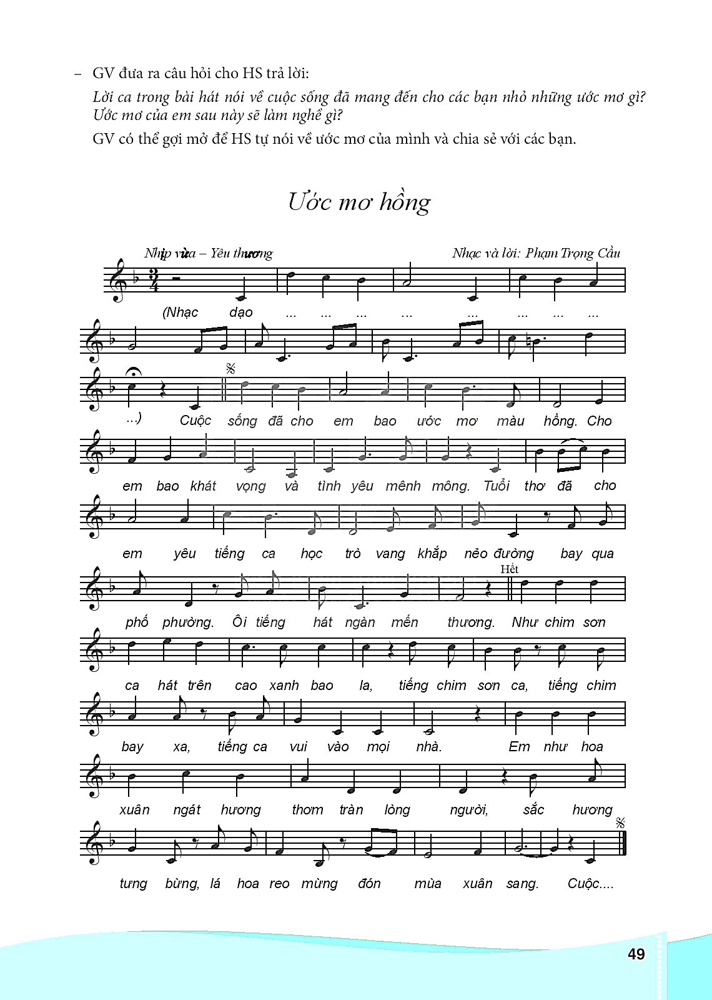 – GV đưa ra câu hỏi cho HS trả lời:
Lời ca trong bài hát nói về cuộc sống đã mang đến cho các bạn nhỏ những ước mơ gì?
Ước mơ của em sau này sẽ làm nghề gì?
GV có thể gợi mở để HS tự nói về ước mơ của mình và chia sẻ với các bạn.
Ước mơ hồng
Nhịp vừa – Yêu thương
Nhạc và lời: Phạm Trọng Cầu
3
4
(Nhạc dạo ... ... ... ... ... ... ... ...
...) Cuộc sống đã cho em bao ước mơ màu hồng. Cho
em bao khát vọng và tình yêu mênh mông. Tuổi thơ đã cho
em yêu tiếng ca học trò vang khắp nẻo đường bay qua
Hết
phố phường. Ôi tiếng hát ngàn mến thương. Như chim sơn
ca hát trên cao xanh bao la, tiếng chim sơn ca, tiếng chim
bay xa, tiếng ca vui vào mọi nhà. Em như hoa
xuân ngát hương thơm tràn lòng người, sắc hương
tưng bừng, lá hoa reo mừng đón mùa xuân sang. Cuộc....
49